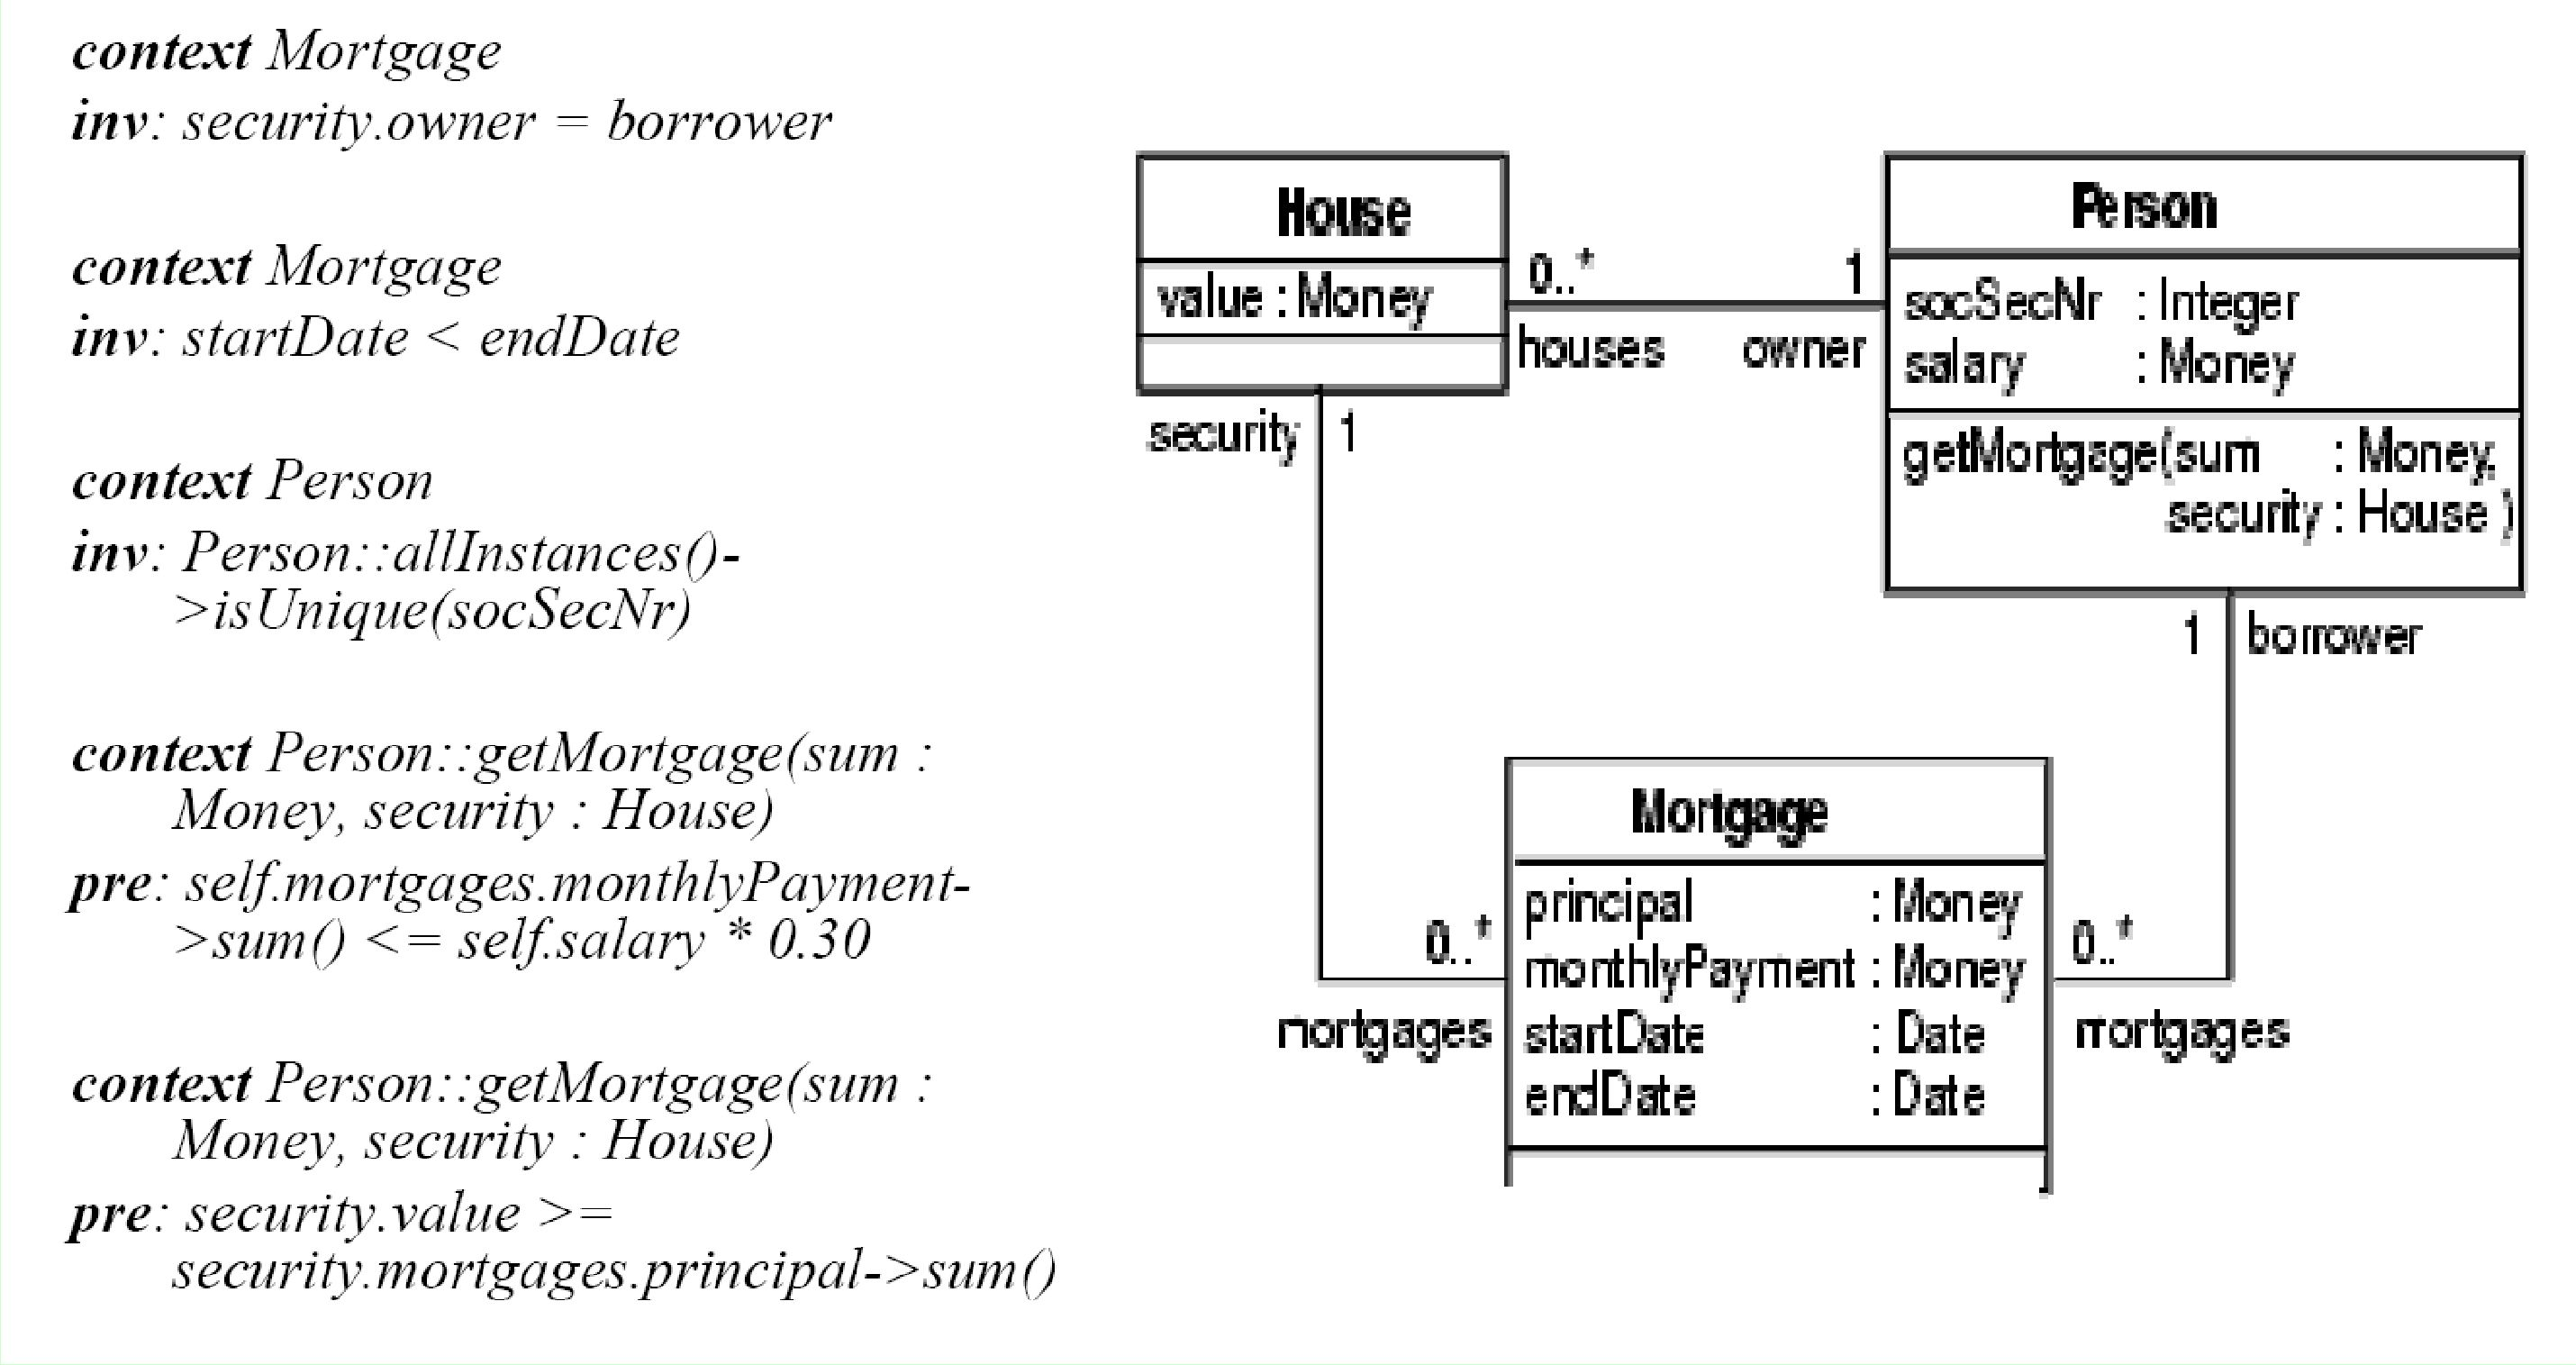 context Mortgage
inv: security.owner = borrower
context Mortgage
inv: startDate < endDate
context Person
inv: Person::allInstances()-
>isUnique(socSecNr)
context Person::getMortgage(sum :
Money, security : House)
pre: self.mortgages.monthlyPayment-
>sum() <= self.salary * 0.30
context Person::getMortgage(sum :
Money, security : House)
pre: security.value >=
security.mortgages.principal->sum()
House
value : Money
0..*
1
houses
owner
Person
socSecNr : Integer
salary : Money
getMortgage(sum : Money,
security : House )
security
1
1
borrower
Mortgage
principal : Money
monthlyPayment : Money
startDate : Date
endDate : Date
0..*
mortgages
0..*
mortgages